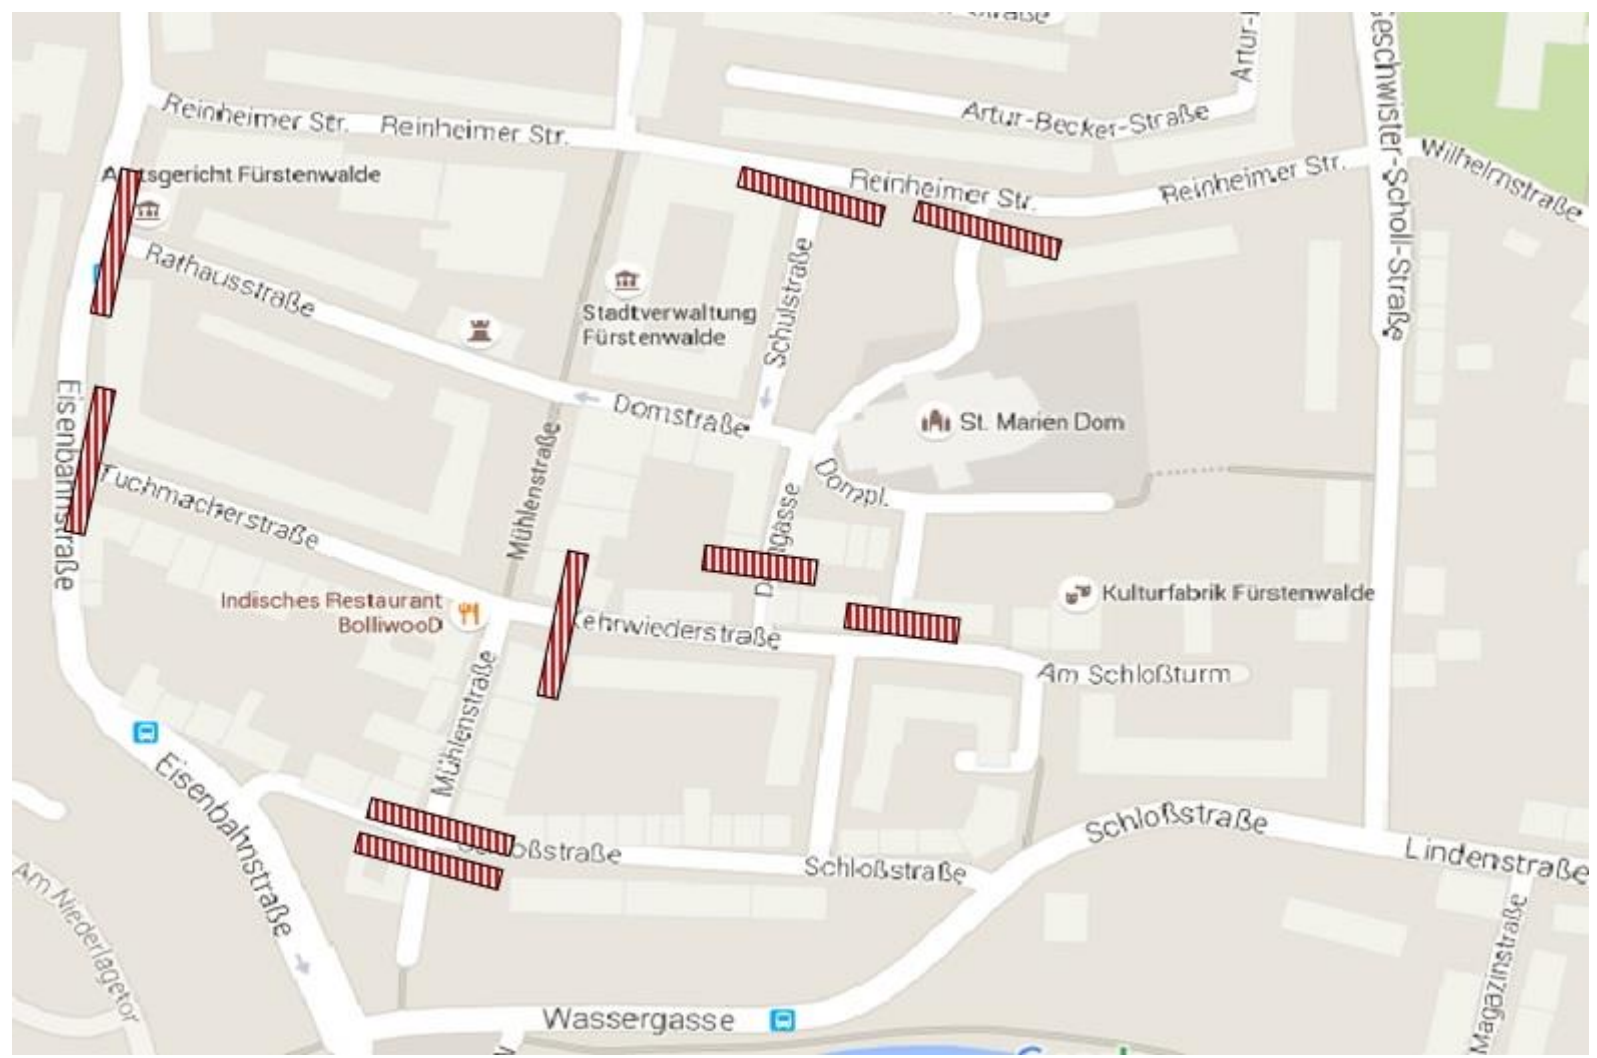 Artur-Becker-Straße
Reinheimer Str.
Reinheimer Str.
Reinheimer Str.
Reinheimer Str.
Wilhelmstraße
Geschwister-Scholl-Straße
Amtsgericht Fürstenwalde
Rathausstraße
Stadtverwaltung
Fürstenwalde
Schulstraße
Domstraße
St. Marien Dom
Dompl.
Eisenbahnstraße
Tuchmacherstraße
Mühlenstraße
Indisches Restaurant
BolliwooD
Kehrwiederstraße
Kulturfabrik Fürstenwalde
Am Schloßturm
Mühlenstraße
Eisenbahnstraße
Schloßstraße
Schloßstraße
Schloßstraße
Lindenstraße
Magazinstraße
Am Niederlagetor
Wassergasse